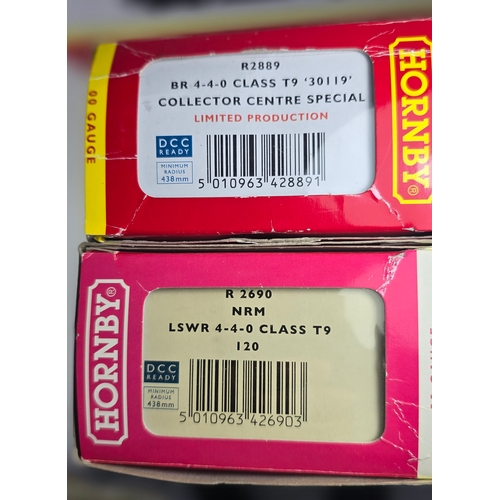 R2889
BR 4-4-0 CLASS T9 '30119'
COLLECTOR CENTRE SPECIAL
LIMITED PRODUCTION
DCC
READY
MINIMUM
RADIUS
438mm
5 010963 428891
00 GAUGE
HORNBY®
R 2690
NRM
LSWR 4-4-0 CLASS T9
120
DCC
READY
MINIMUM
RADIUS
438mm
5 010963 426903
HORNBY®